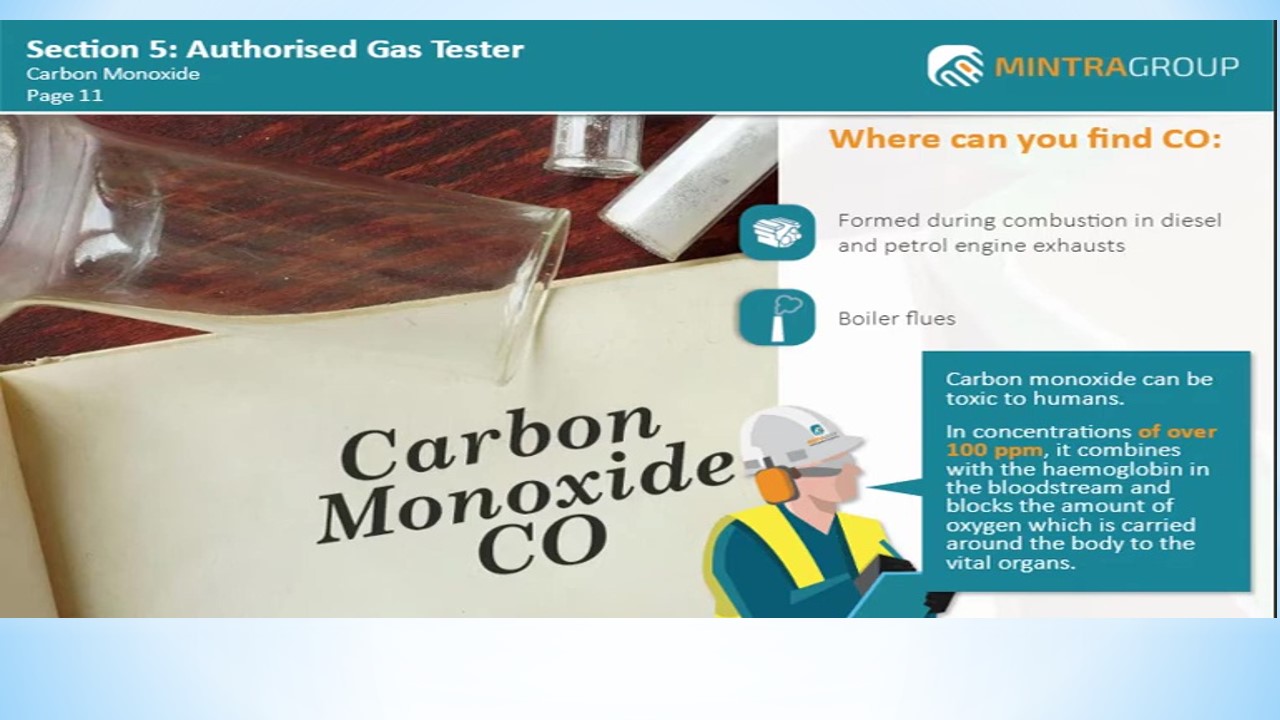 Section 5: Authorised Gas Tester
Carbon Monoxide
Page 11
MINTRAGROUP
Where can you find CO:
Formed during combustion in diesel
and petrol engine exhausts
Boiler flues
Carbon monoxide can be
toxic to humans.
In concentrations of over
100 ppm, it combines
with the haemoglobin in
the bloodstream and
blocks the amount of
oxygen which is carried
around the body to the
vital organs.
Carbon
Monoxide
CO